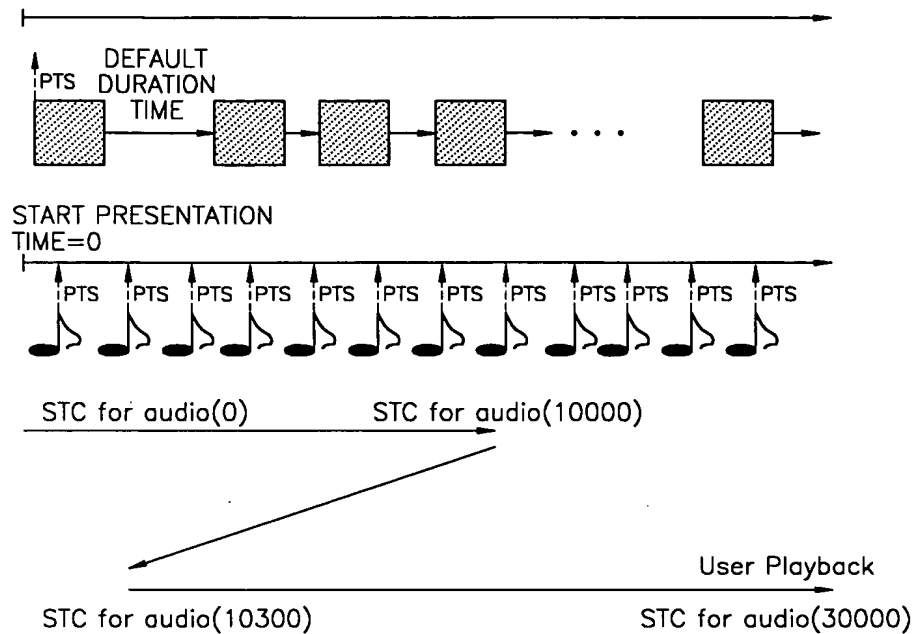 PTS
DEFAULT
DURATION
TIME
START PRESENTATION
TIME=0
PTS PTS PTS PTS PTS PTS PTS PTS PTS PTS PTS PTS
STC for audio(0) STC for audio(10000)
User Playback
STC for audio(10300) STC for audio(30000)